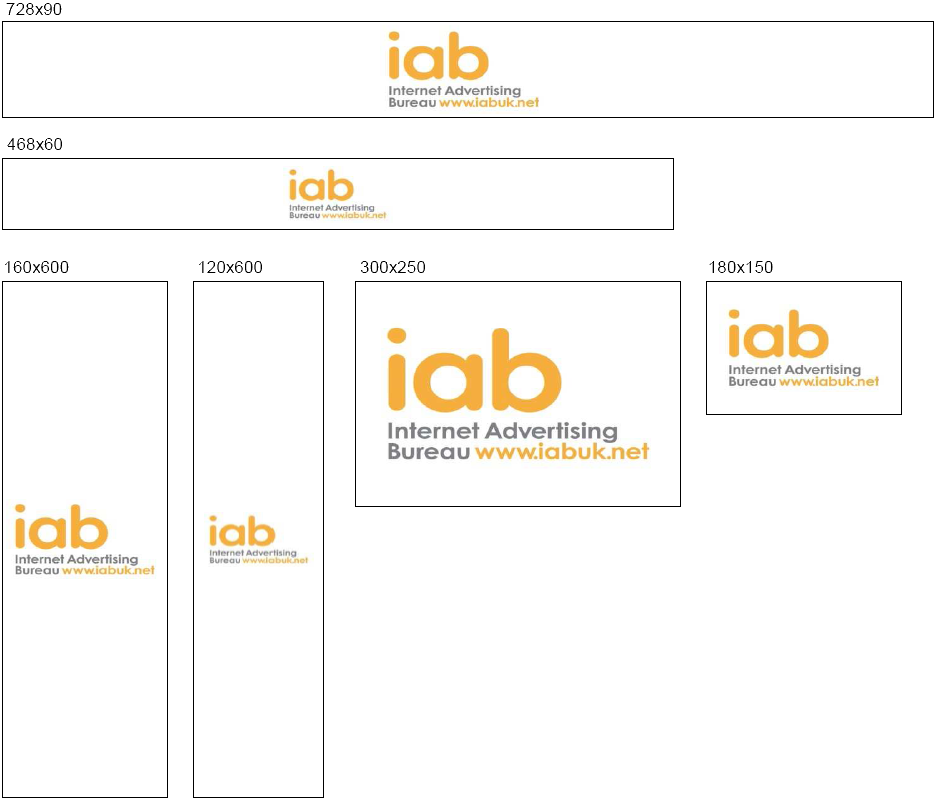 728x90
iab
Internet Advertising
Bureau www.iabuk.net
468x60
iab
Internet Advertising
Bureau www.iabuk.net
160x600
iab
Internet Advertising
Bureau www.iabuk.net
120x600
iab
Internet Advertising
Bureau www.iabuk.net
300x250
iab
Internet Advertising
Bureau www.iabuk.net
180x150
iab
Internet Advertising
Bureau www.iabuk.net